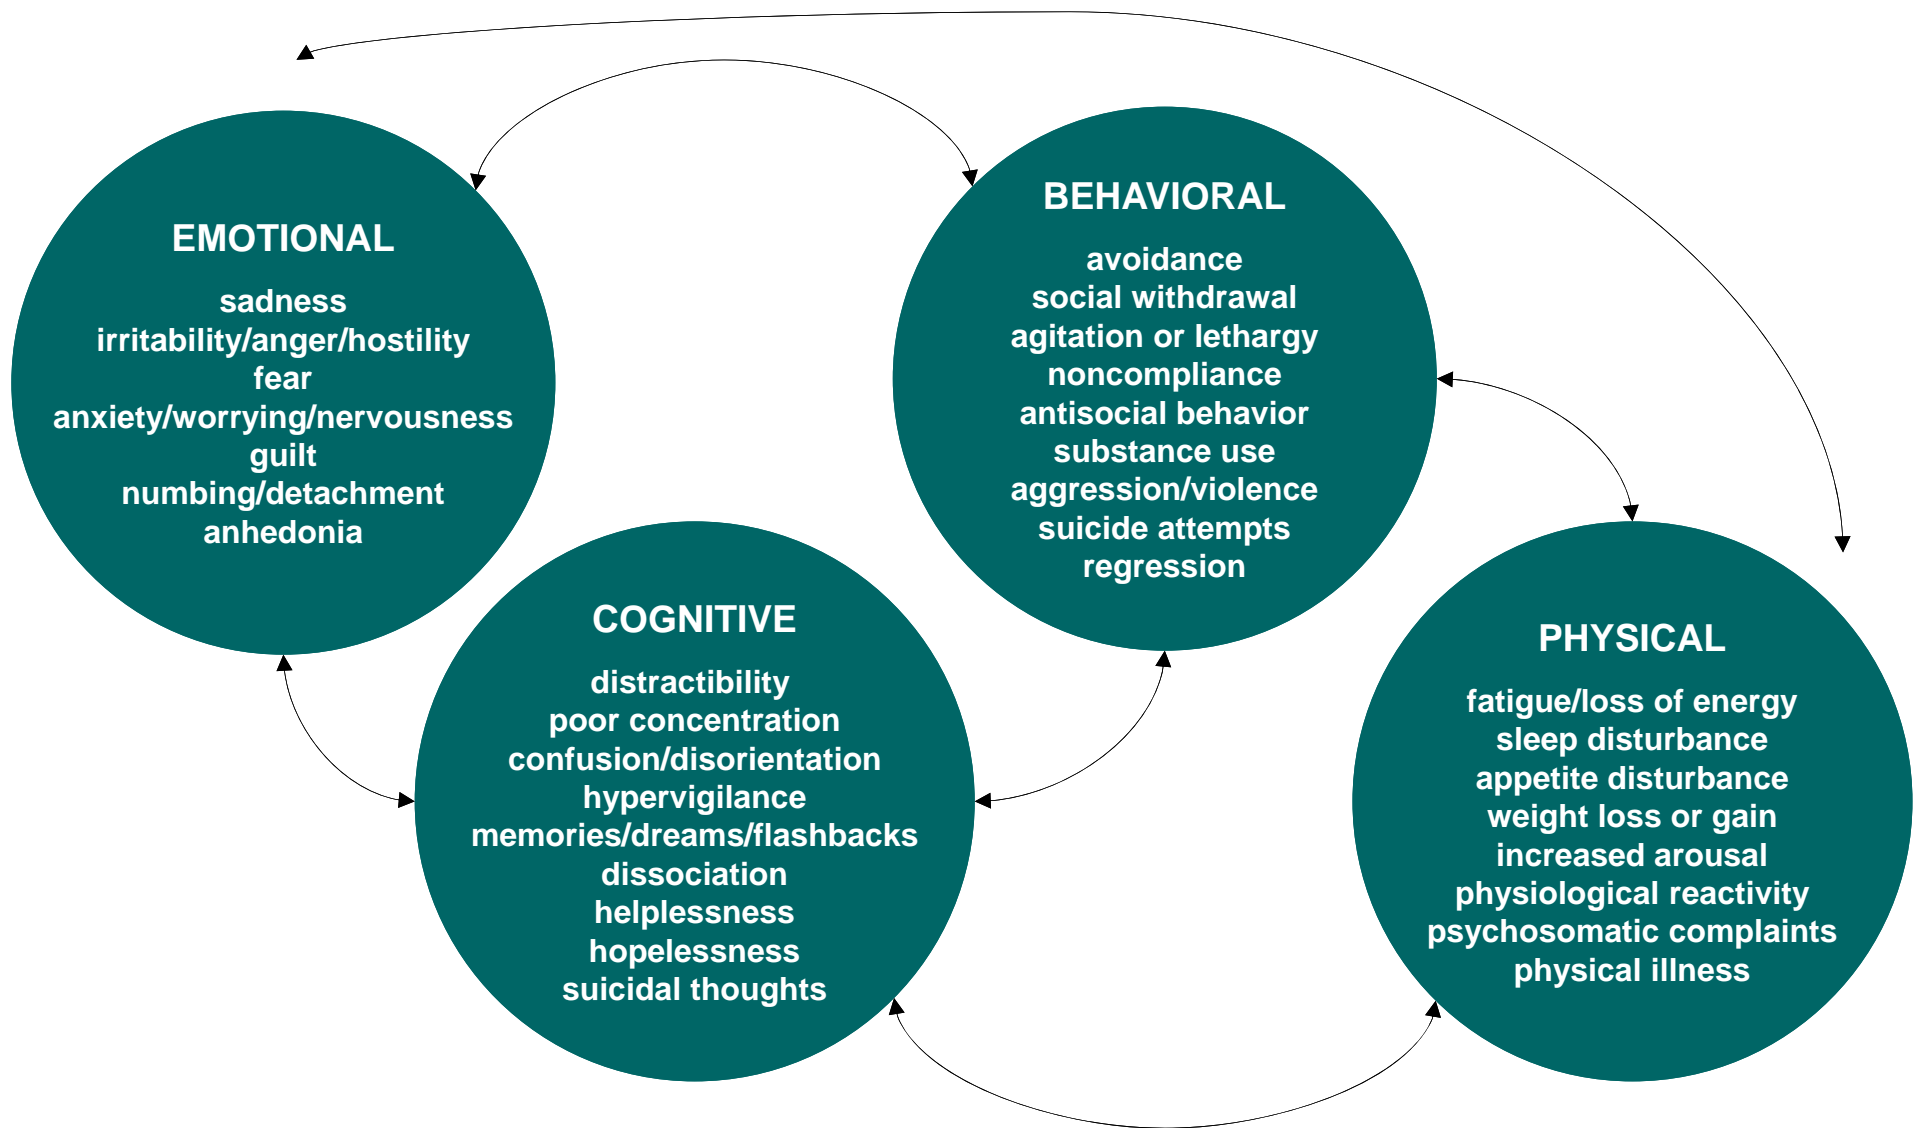 EMOTIONAL
sadness
irritability/anger/hostility
fear
anxiety/worrying/nervousness
guilt
numbing/detachment
anhedonia
BEHAVIORAL
avoidance
social withdrawal
agitation or lethargy
noncompliance
antisocial behavior
substance use
aggression/violence
suicide attempts
regression
COGNITIVE
distractibility
poor concentration
confusion/disorientation
hypervigilance
memories/dreams/flashbacks
dissociation
helplessness
hopelessness
suicidal thoughts
PHYSICAL
fatigue/loss of energy
sleep disturbance
appetite disturbance
weight loss or gain
increased arousal
physiological reactivity
psychosomatic complaints
physical illness